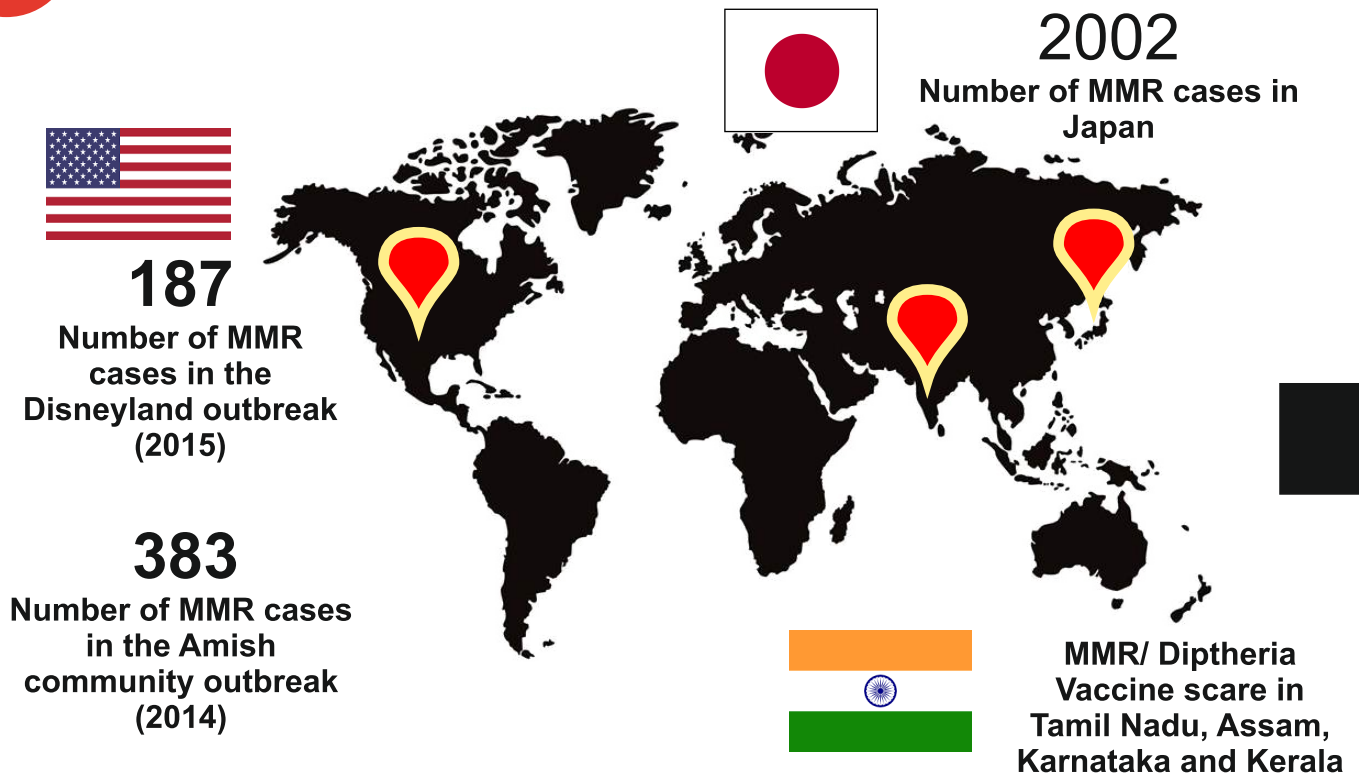 2002
Number of MMR cases in
Japan
187
Number of MMR
cases in the
Disneyland outbreak
(2015)
383
Number of MMR cases
in the Amish
community outbreak
(2014)
MMR/ Diptheria
Vaccine scare in
Tamil Nadu, Assam,
Karnataka and Kerala